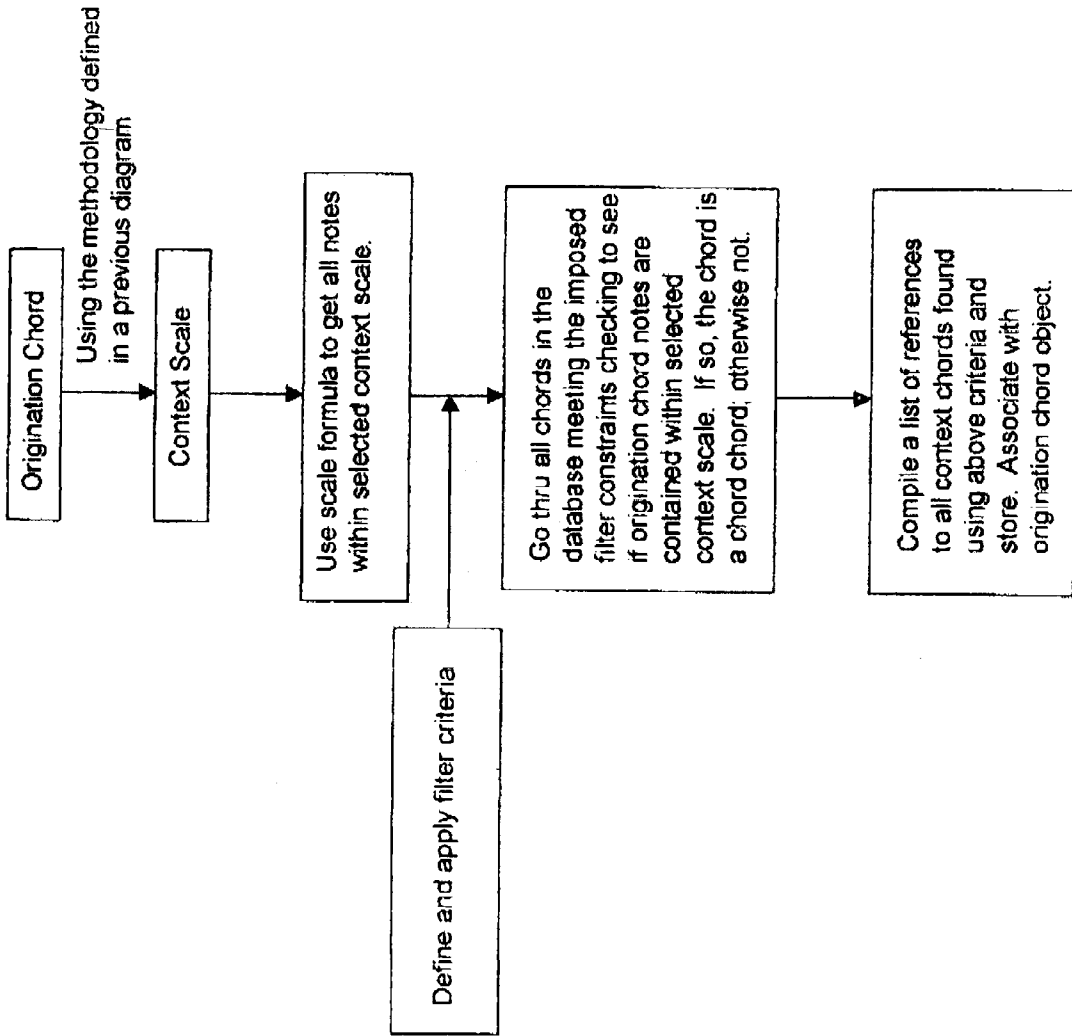 Origination Chord
Using the methodology defined
in a previous diagram
Context Scale
Use scale formula to get all notes
within selected context scale.
Define and apply filter criteria
Go thru all chords in the
database meeting the imposed
filter constraints checking to see
if origination chord notes are
contained within selected
context scale. If so, the chord is
a chord chord; otherwise not.
Compile a list of references
to all context chords found
using above criteria and
store. Associate with
origination chord object.